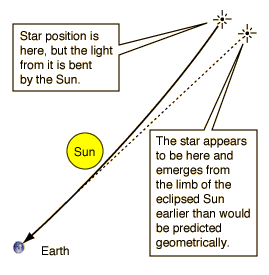 Star position is
here, but the light
from it is bent
by the Sun.
Sun
The star appears
to be here and
emerges from
the limb of the
eclipsed Sun
earlier than would
be predicted
geometrically.
Earth